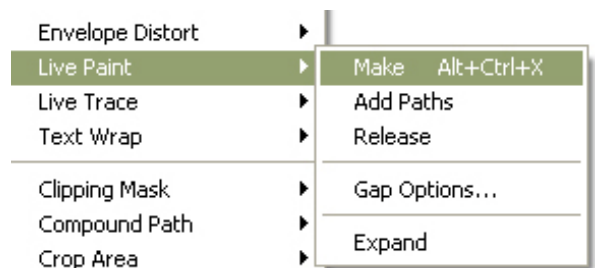 Envelope Distort
Live Paint
Live Trace
Text Wrap
Clipping Mask
Compound Path
Crop Area
Make Alt+Ctrl+X
Add Paths
Release
Gap Options...
Expand